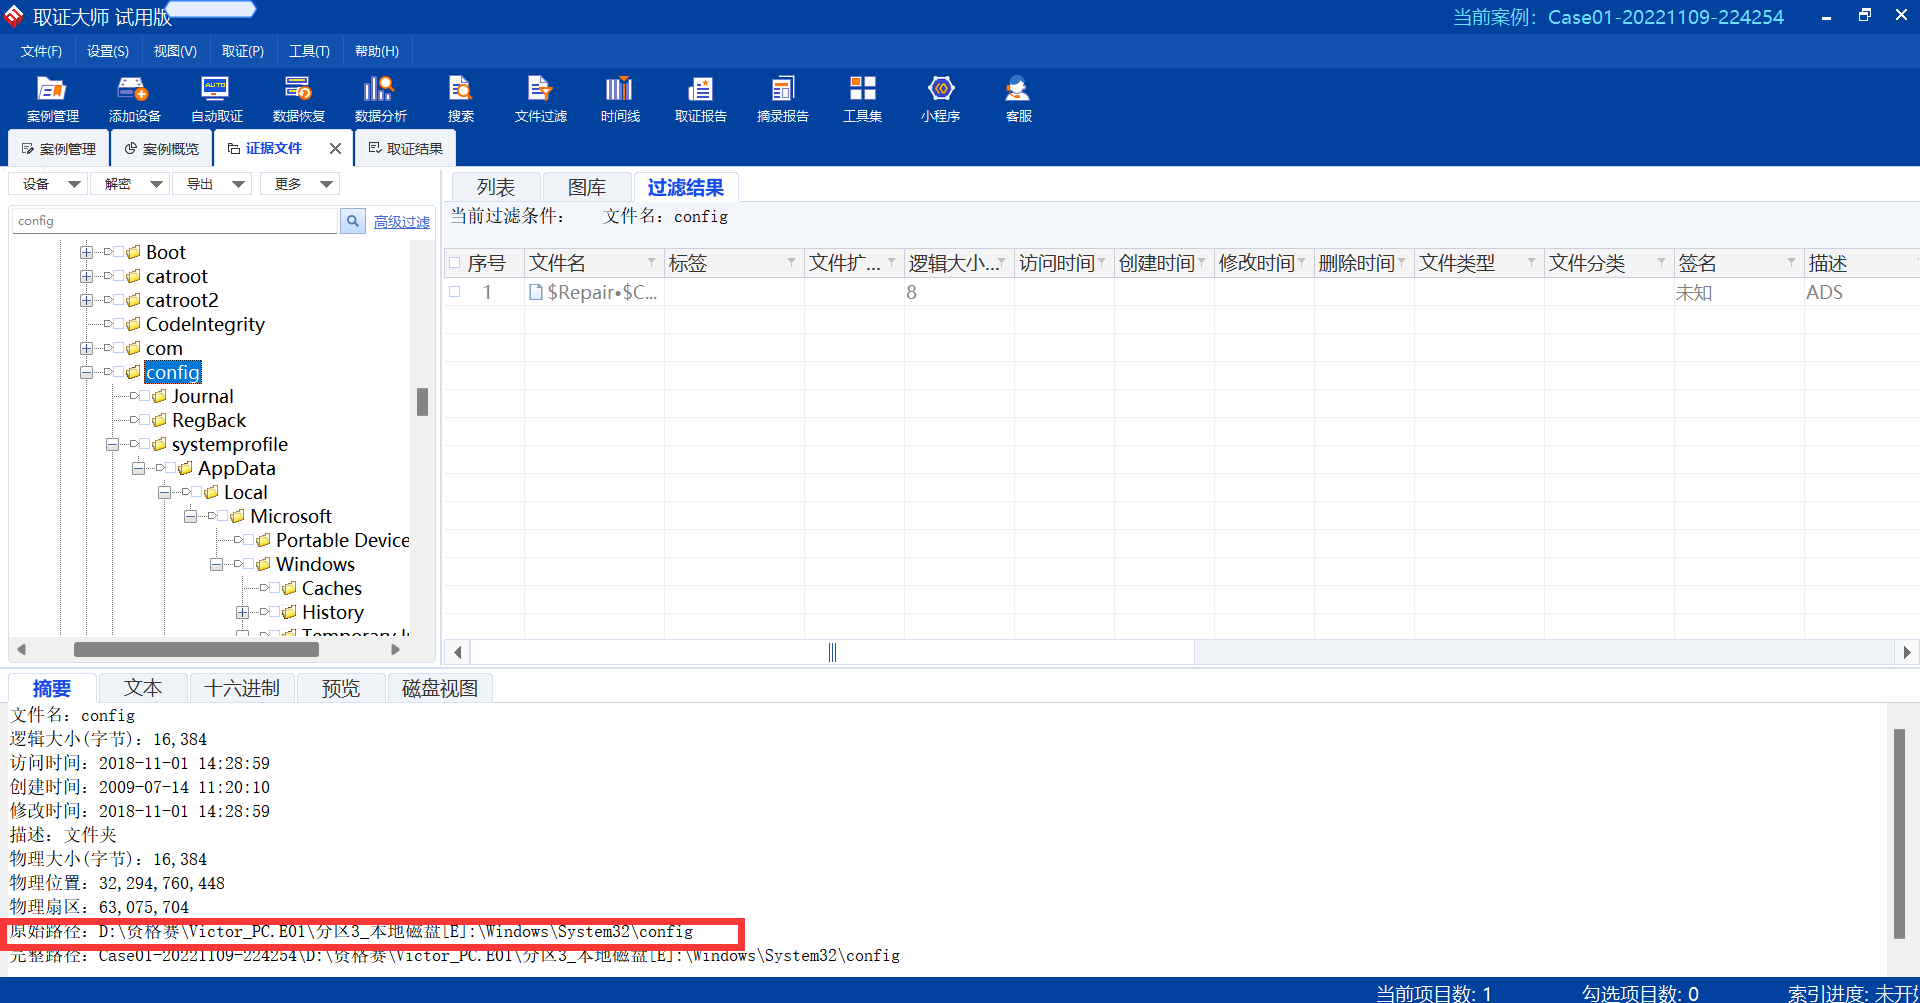 取证大师 试用版
当前案例：Case01-20221109-224254
文件(F) 设置(S) 视图(V) 取证(P) 工具(T) 帮助(H)
案例管理 添加设备 自动取证 数据恢复 数据分析 搜索 文件过滤 时间线 取证报告 摘录报告 工具集 小程序 客服
案例管理 案例概览 证据文件 取证结果
设备 解密 导出 更多
config 高级过滤
Boot
catroot
catroot2
CodeIntegrity
com
config
Journal
RegBack
systemprofile
AppData
Local
Microsoft
Portable Device
Windows
Caches
History
列表 图库 过滤结果
当前过滤条件： 文件名：config
序号 文件名 标签 文件扩... 逻辑大小... 访问时间 创建时间 修改时间 删除时间 文件类型 文件分类 签名 描述
1 $Repair•$C... 8 未知 ADS
摘要 文本 十六进制 预览 磁盘视图
文件名：config
逻辑大小(字节)：16,384
访问时间：2018-11-01 14:28:59
创建时间：2009-07-14 11:20:10
修改时间：2018-11-01 14:28:59
描述：文件夹
物理大小(字节)：16,384
物理位置：32,294,760,448
物理扇区：63,075,704
原始路径：D:\资格赛\Victor_PC.E01\分区3_本地磁盘[E]:\Windows\System32\config
完整路径：Case01-20221109-224254\D:\资格赛\Victor_PC.E01\分区3_本地磁盘[E]:\Windows\System32\config
当前项目数: 1 勾选项目数: 0 索引进度: 未开